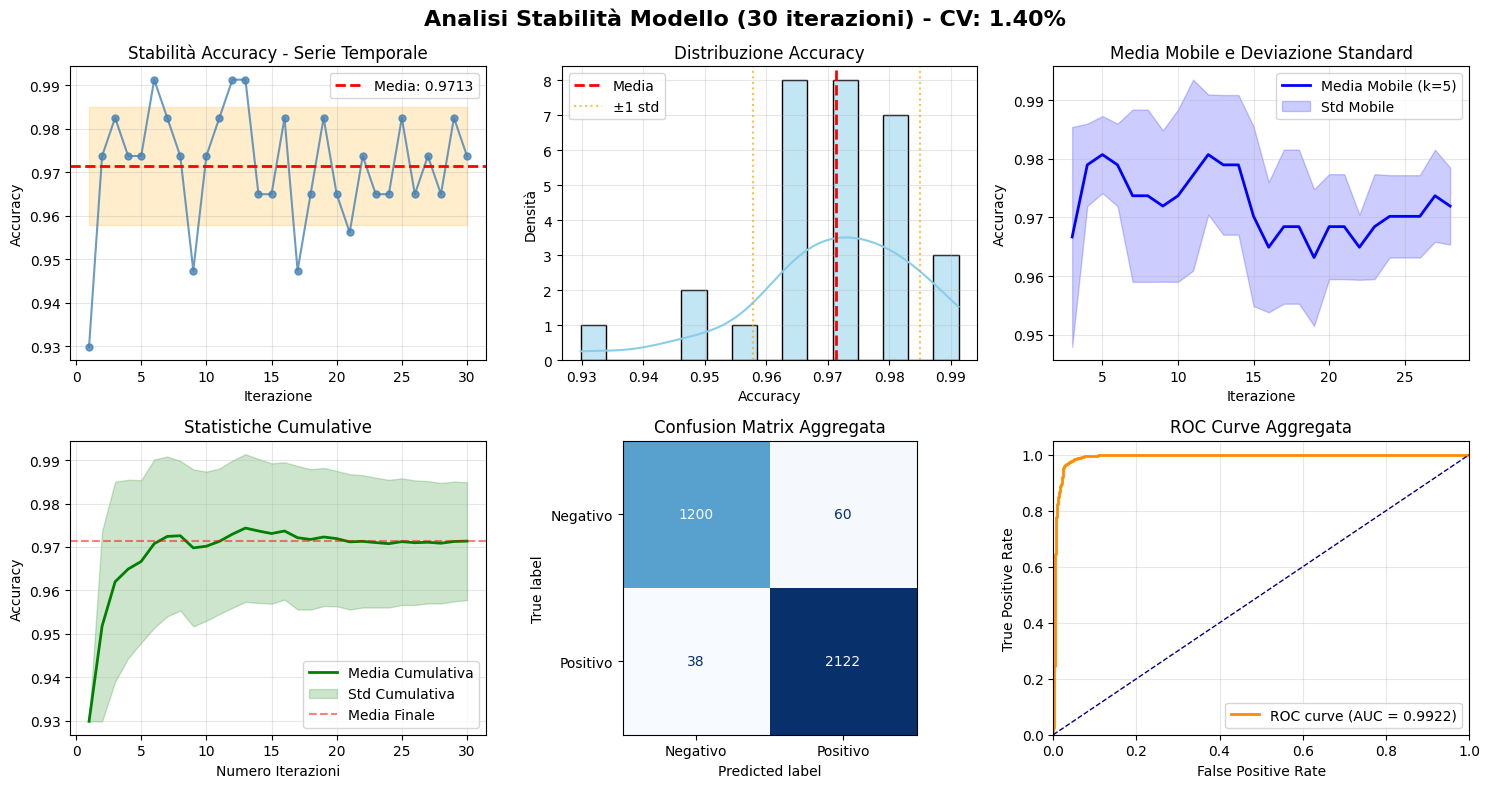 Analisi Stabilità Modello (30 iterazioni) - CV: 1.40%
Stabilità Accuracy - Serie Temporale
Accuracy
0.99
0.98
0.97
0.96
0.95
0.94
0.93
Media: 0.9713
0 5 10 15 20 25 30
Iterazione
Distribuzione Accuracy
Densità
8
7
6
5
4
3
2
1
0
Media
±1 std
0.93 0.94 0.95 0.96 0.97 0.98 0.99
Accuracy
Media Mobile e Deviazione Standard
Accuracy
0.99
0.98
0.97
0.96
0.95
Media Mobile (k=5)
Std Mobile
5 10 15 20 25
Iterazione
Statistiche Cumulative
Accuracy
0.99
0.98
0.97
0.96
0.95
0.94
0.93
Media Cumulativa
Std Cumulativa
Media Finale
0 5 10 15 20 25 30
Numero Iterazioni
Confusion Matrix Aggregata
True label
Negativo
1200 60
Positivo
38 2122
Negativo Positivo
Predicted label
ROC Curve Aggregata
True Positive Rate
1.0
0.8
0.6
0.4
0.2
0.0
ROC curve (AUC = 0.9922)
0.0 0.2 0.4 0.6 0.8 1.0
False Positive Rate